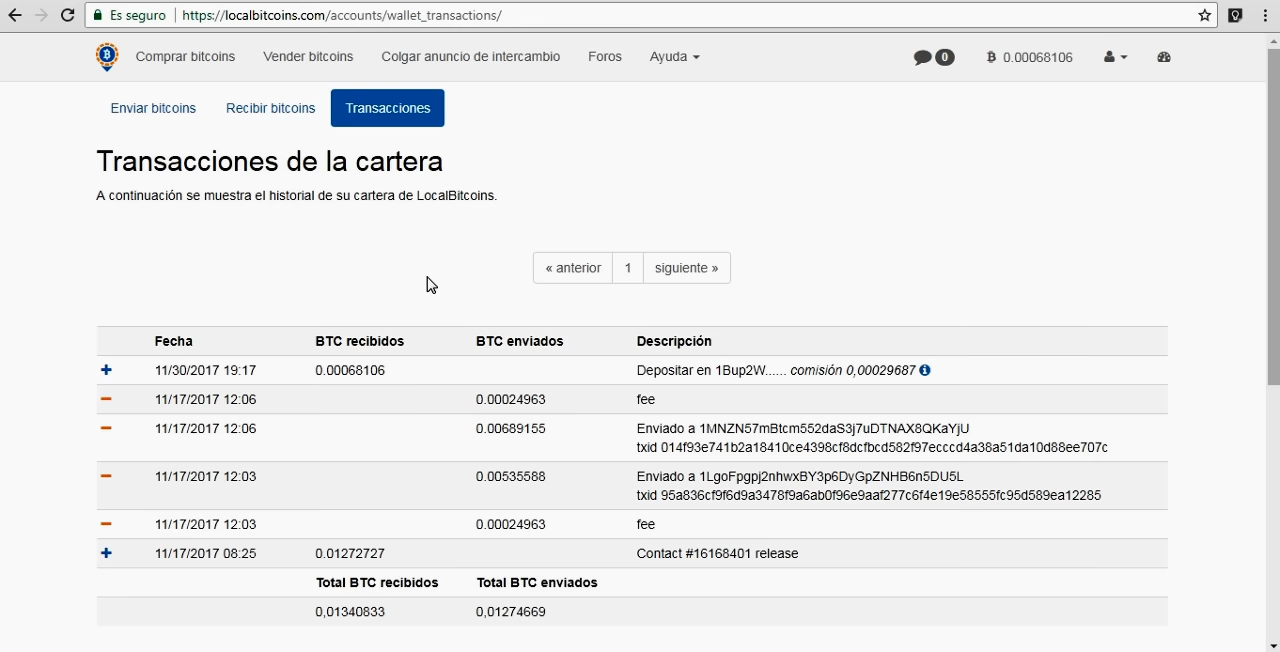 Es seguro https://localbitcoins.com/accounts/wallet_transactions/
Comprar bitcoins Vender bitcoins Colgar anuncio de intercambio Foros Ayuda 0 0.00068106
Enviar bitcoins Recibir bitcoins Transacciones
Transacciones de la cartera
A continuación se muestra el historial de su cartera de LocalBitcoins.
« anterior 1 siguiente »
Fecha BTC recibidos BTC enviados Descripción
+ 11/30/2017 19:17 0.00068106 Depositar en 1Bup2W...... comisión 0,00029687
− 11/17/2017 12:06 0.00024963 fee
− 11/17/2017 12:06 0.00689155 Enviado a 1MNZN57mBtcm552daS3j7uDTNAX8QKaYjU
txid 014f93e741b2a18410ce4398cf8dcfbcd582f97ecccd4a38a51da10d88ee707c
− 11/17/2017 12:03 0.00535588 Enviado a 1LgoFpgpj2nhwxBY3p6DyGpZNHB6n5DU5L
txid 95a836cf9f6d9a3478f9a6ab0f96e9aaf277c6f4e19e58555fc95d589ea12285
− 11/17/2017 12:03 0.00024963 fee
+ 11/17/2017 08:25 0.01272727 Contact #16168401 release
Total BTC recibidos Total BTC enviados
0,01340833 0,01274669